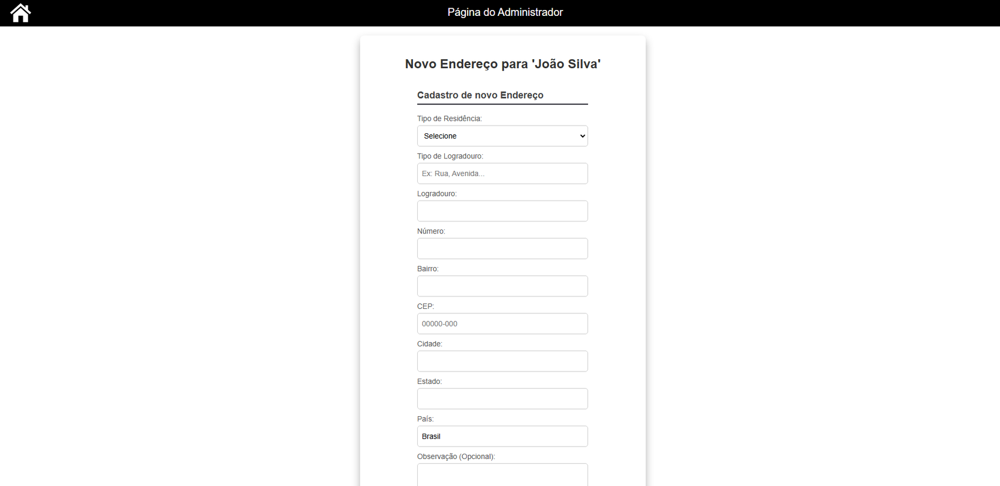 Página do Administrador
Novo Endereço para 'João Silva'
Cadastro de novo Endereço
Tipo de Residência:
Selecione
Tipo de Logradouro:
Ex: Rua, Avenida...
Logradouro:
Número:
Bairro:
CEP:
00000-000
Cidade:
Estado:
País:
Brasil
Observação (Opcional):